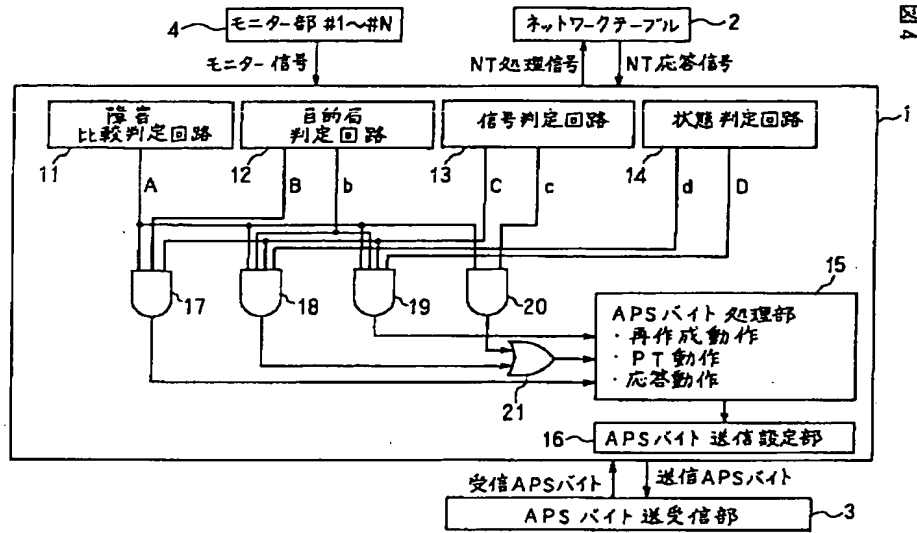 図4
4
モニター部 #1〜#N
ネットワークテーブル
2
モニター信号
NT処理信号
NT応答信号
1
障害
比較判定回路
目的局
判定回路
信号判定回路
状態判定回路
11
12
13
14
A
B
b
C
c
d
D
17
18
19
20
15
APSバイト処理部
・再作成動作
・PT動作
・応答動作
21
16
APSバイト送信設定部
受信APSバイト
送信APSバイト
APSバイト送受信部
3